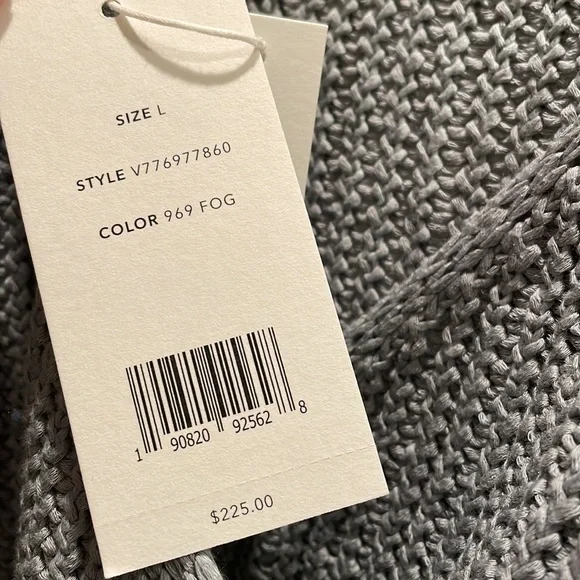 SIZE L
STYLE V776977860
COLOR 969 FOG
1 90820 92562 8
$225.00